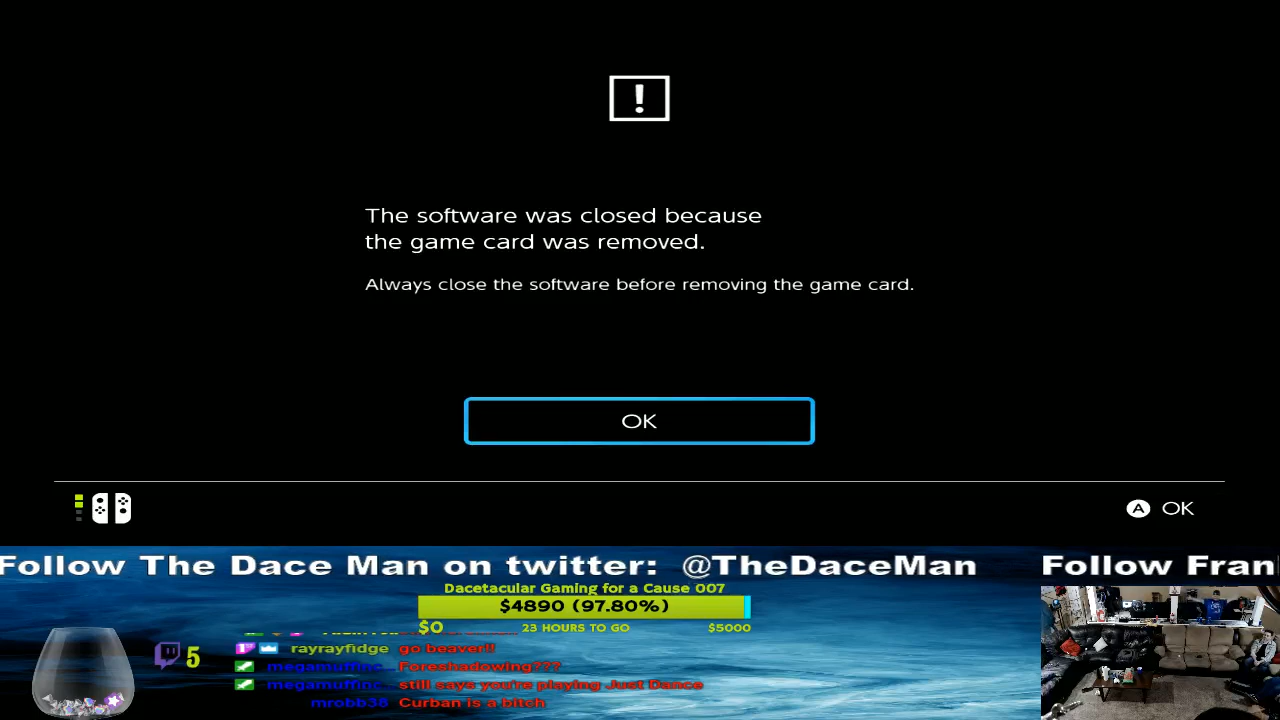 !
The software was closed because
the game card was removed.
Always close the software before removing the game card.
OK
A OK
Follow The Dace Man on twitter: @TheDaceMan Follow Fran
Dacetacular Gaming for a Cause 007
$4890 (97.80%)
$0 23 HOURS TO GO $5000
5
rayrayfidge go beaver!!
megamuffinc Foreshadowing???
megamuffinc still says you're playing Just Dance
mrobb36 Curban is a bitch